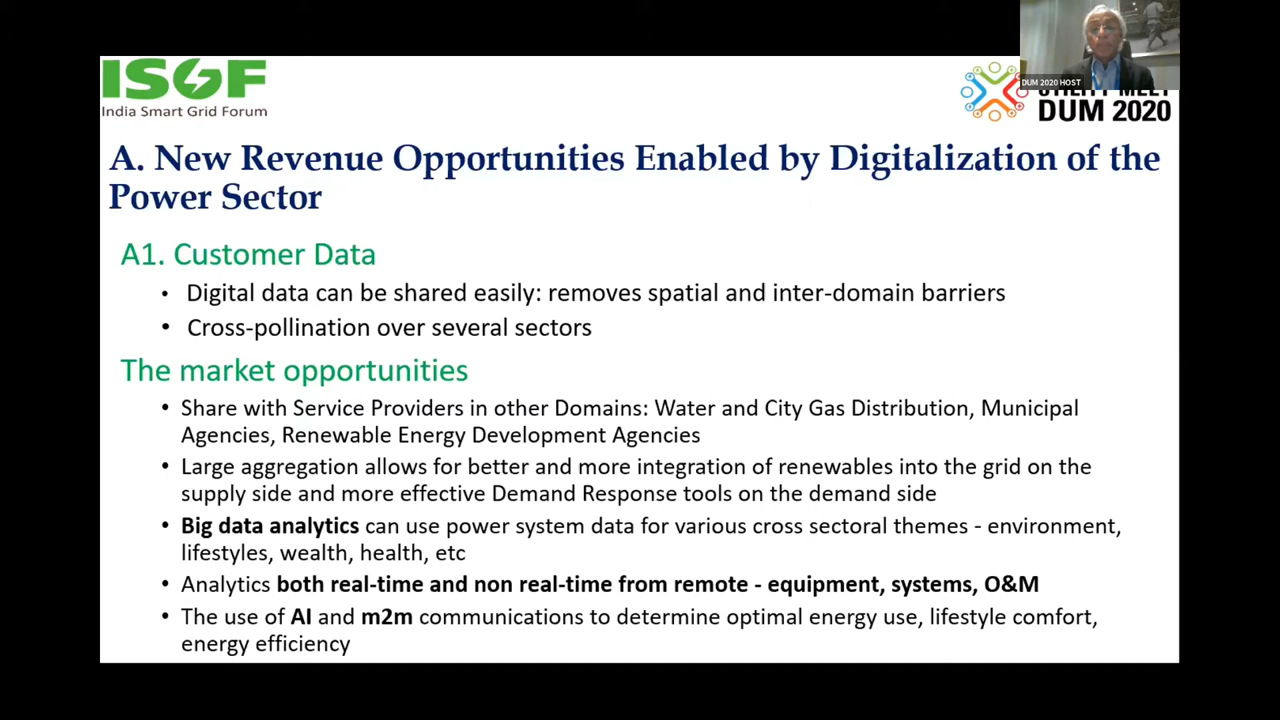 ISGF
India Smart Grid Forum
DUM 2020 HOST
UTILITY MEET
DUM 2020
A. New Revenue Opportunities Enabled by Digitalization of the
Power Sector
A1. Customer Data
• Digital data can be shared easily: removes spatial and inter-domain barriers
• Cross-pollination over several sectors
The market opportunities
• Share with Service Providers in other Domains: Water and City Gas Distribution, Municipal
Agencies, Renewable Energy Development Agencies
• Large aggregation allows for better and more integration of renewables into the grid on the
supply side and more effective Demand Response tools on the demand side
• Big data analytics can use power system data for various cross sectoral themes - environment,
lifestyles, wealth, health, etc
• Analytics both real-time and non real-time from remote - equipment, systems, O&M
• The use of AI and m2m communications to determine optimal energy use, lifestyle comfort,
energy efficiency